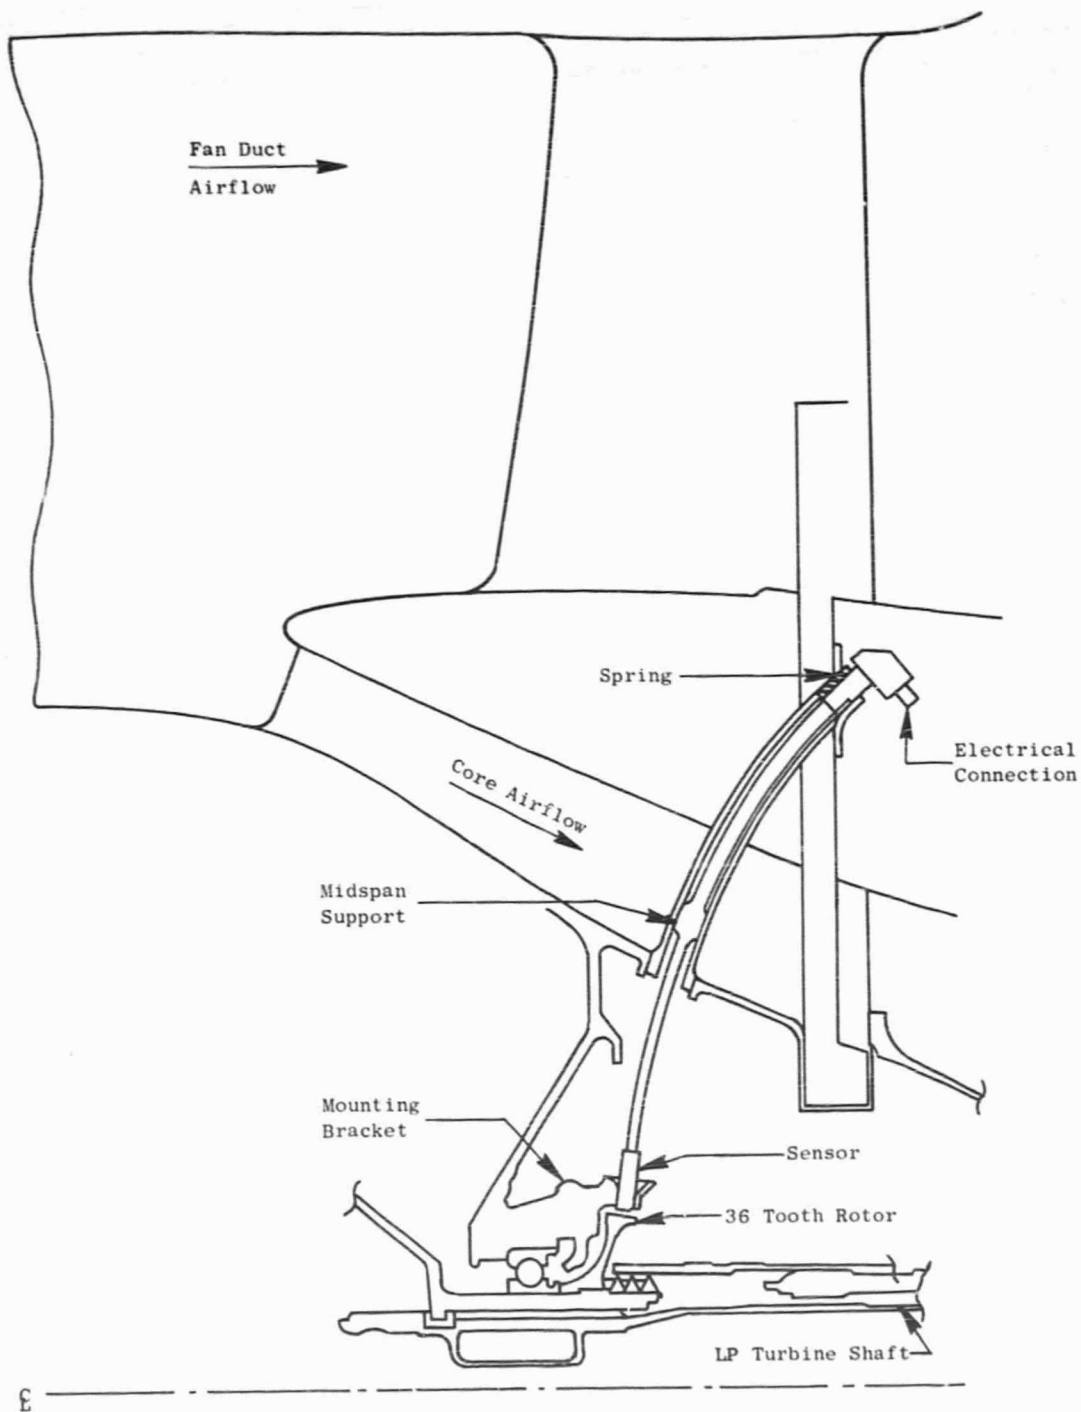 Fan Duct
Airflow
Spring
Electrical
Connection
Core Airflow
Midspan
Support
Mounting
Bracket
Sensor
36 Tooth Rotor
LP Turbine Shaft
℄